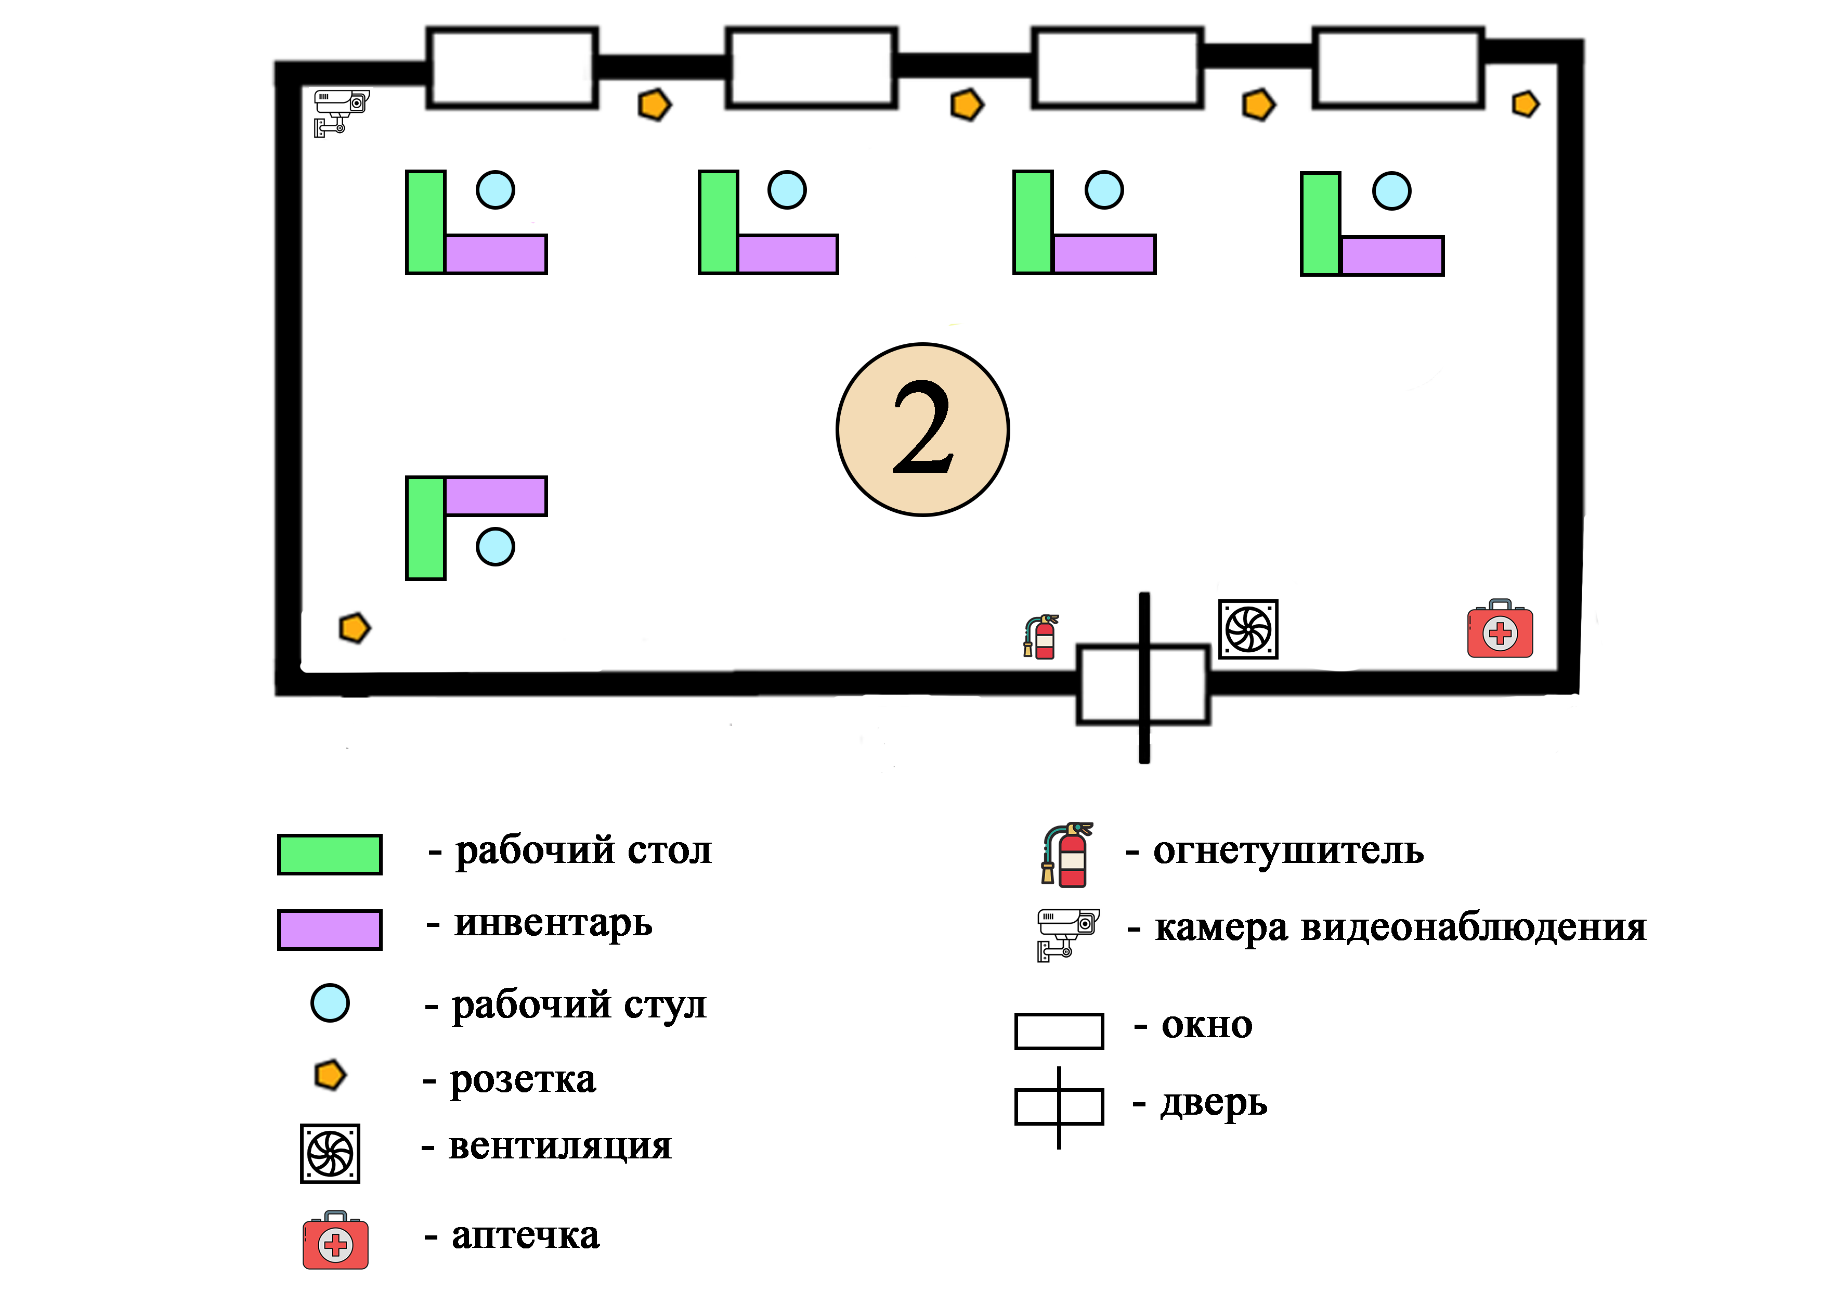 2
- рабочий стол
- инвентарь
- рабочий стул
- розетка
- вентиляция
- аптечка
- огнетушитель
- камера видеонаблюдения
- окно
- дверь